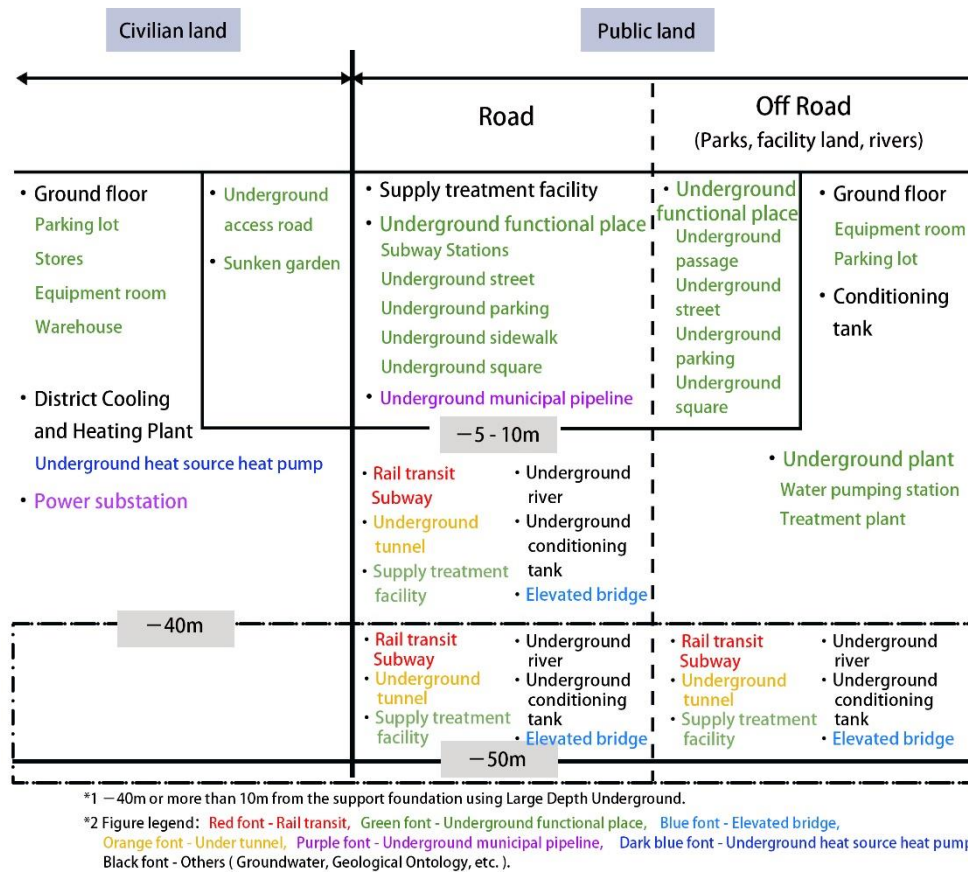 Civilian land
Public land
Road
Off Road
(Parks, facility land, rivers)
• Ground floor
Parking lot
Stores
Equipment room
Warehouse
• District Cooling
and Heating Plant
Underground heat source heat pump
• Power substation
• Underground
access road
• Sunken garden
• Supply treatment facility
• Underground functional place
Subway Stations
Underground street
Underground parking
Underground sidewalk
Underground square
• Underground municipal pipeline
• Underground
functional place
Underground
passage
Underground
street
Underground
parking
Underground
square
• Ground floor
Equipment room
Parking lot
• Conditioning
tank
−5 - 10m
• Rail transit
Subway
• Underground
tunnel
• Supply treatment
facility
• Underground
river
• Underground
conditioning
tank
• Elevated bridge
• Underground plant
Water pumping station
Treatment plant
−40m
• Rail transit
Subway
• Underground
tunnel
• Supply treatment
facility
• Underground
river
• Underground
conditioning
tank
• Elevated bridge
• Rail transit
Subway
• Underground
tunnel
• Supply treatment
facility
• Underground
river
• Underground
conditioning
tank
• Elevated bridge
−50m
*1 −40m or more than 10m from the support foundation using Large Depth Underground.
*2 Figure legend: Red font - Rail transit, Green font - Underground functional place, Blue font - Elevated bridge,
Orange font - Under tunnel, Purple font - Underground municipal pipeline, Dark blue font - Underground heat source heat pump
Black font - Others ( Groundwater, Geological Ontology, etc. ).